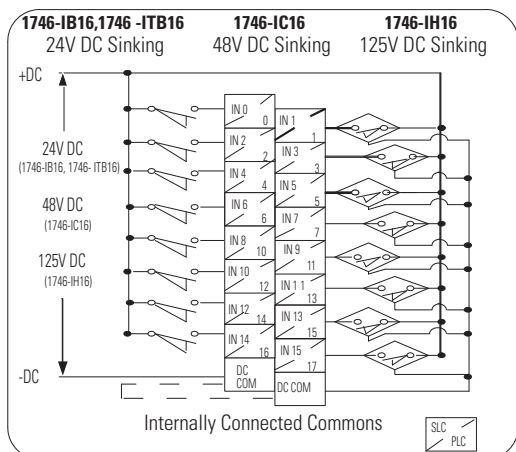 1746-IB16,1746 -ITB16 1746-IC16 1746-IH16
24V DC Sinking 48V DC Sinking 125V DC Sinking
+DC
24V DC
(1746-IB16, 1746- ITB16)
48V DC
(1746-IC16)
125V DC
(1746-IH16)
-DC
IN 0
0
IN 1
1
IN 2
2
IN 3
3
IN 4
4
IN 5
5
IN 6
6
IN 7
7
IN 8
10
IN 9
11
IN 10
12
IN 1 1
13
IN 12
14
IN 13
15
IN 14
16
IN 15
17
DC
COM
DC COM
Internally Connected Commons
SLC
PLC